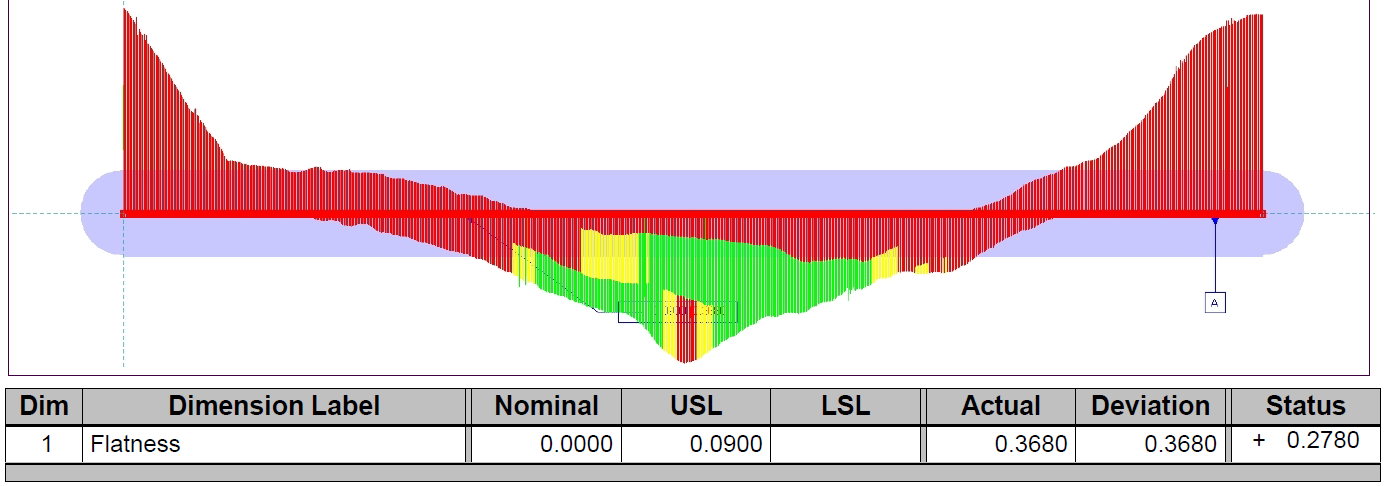 A
Dim Dimension Label Nominal USL LSL Actual Deviation Status
1 Flatness 0.0000 0.0900 0.3680 0.3680 + 0.2780